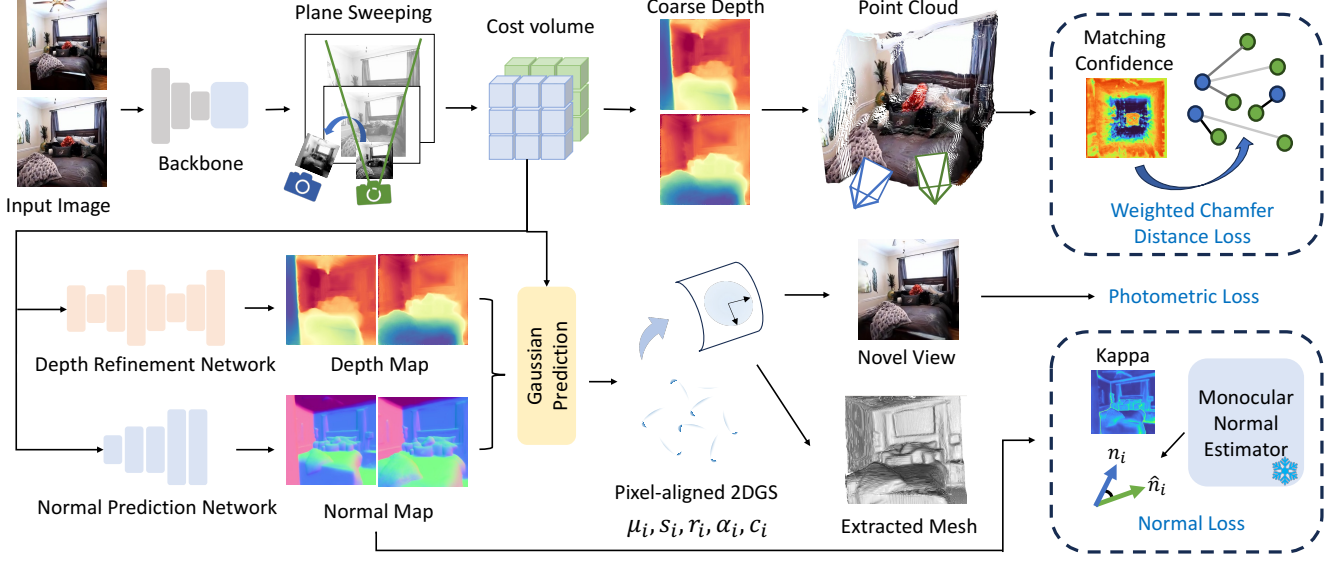 Plane Sweeping
Cost volume
Coarse Depth
Point Cloud
Matching
Confidence
Backbone
Input Image
Weighted Chamfer
Distance Loss
Depth Refinement Network
Depth Map
Gaussian
Prediction
Novel View
Photometric Loss
Kappa
Monocular
Normal
Estimator
n_i
n̂_i
Normal Prediction Network
Normal Map
Pixel-aligned 2DGS
μ_i, s_i, r_i, α_i, c_i
Extracted Mesh
Normal Loss